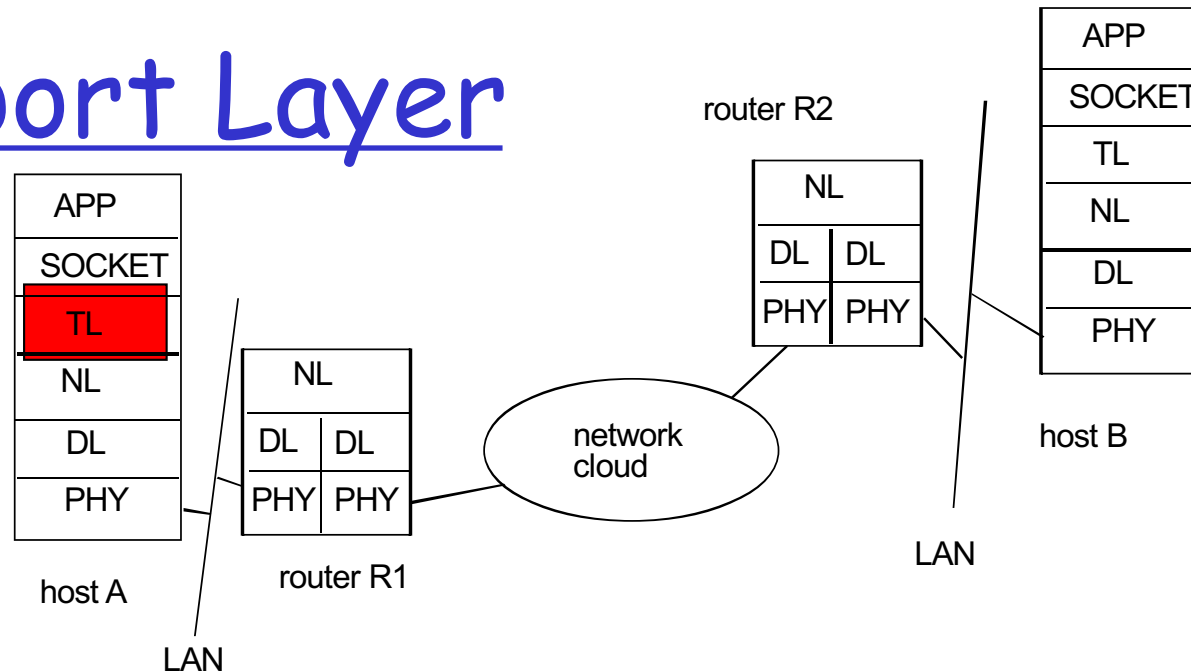 port Layer
APP
SOCKET
TL
NL
DL
PHY
host A
LAN
NL
DL DL
PHY PHY
router R1
network
cloud
router R2
NL
DL DL
PHY PHY
LAN
APP
SOCKET
TL
NL
DL
PHY
host B